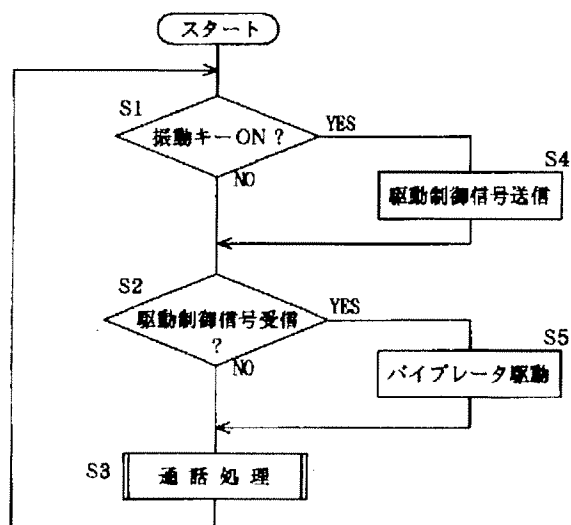 スタート
S1
振動キーON?
YES
NO
S4
駆動制御信号送信
S2
駆動制御信号受信
?
YES
NO
S5
バイブレータ駆動
S3
通話処理